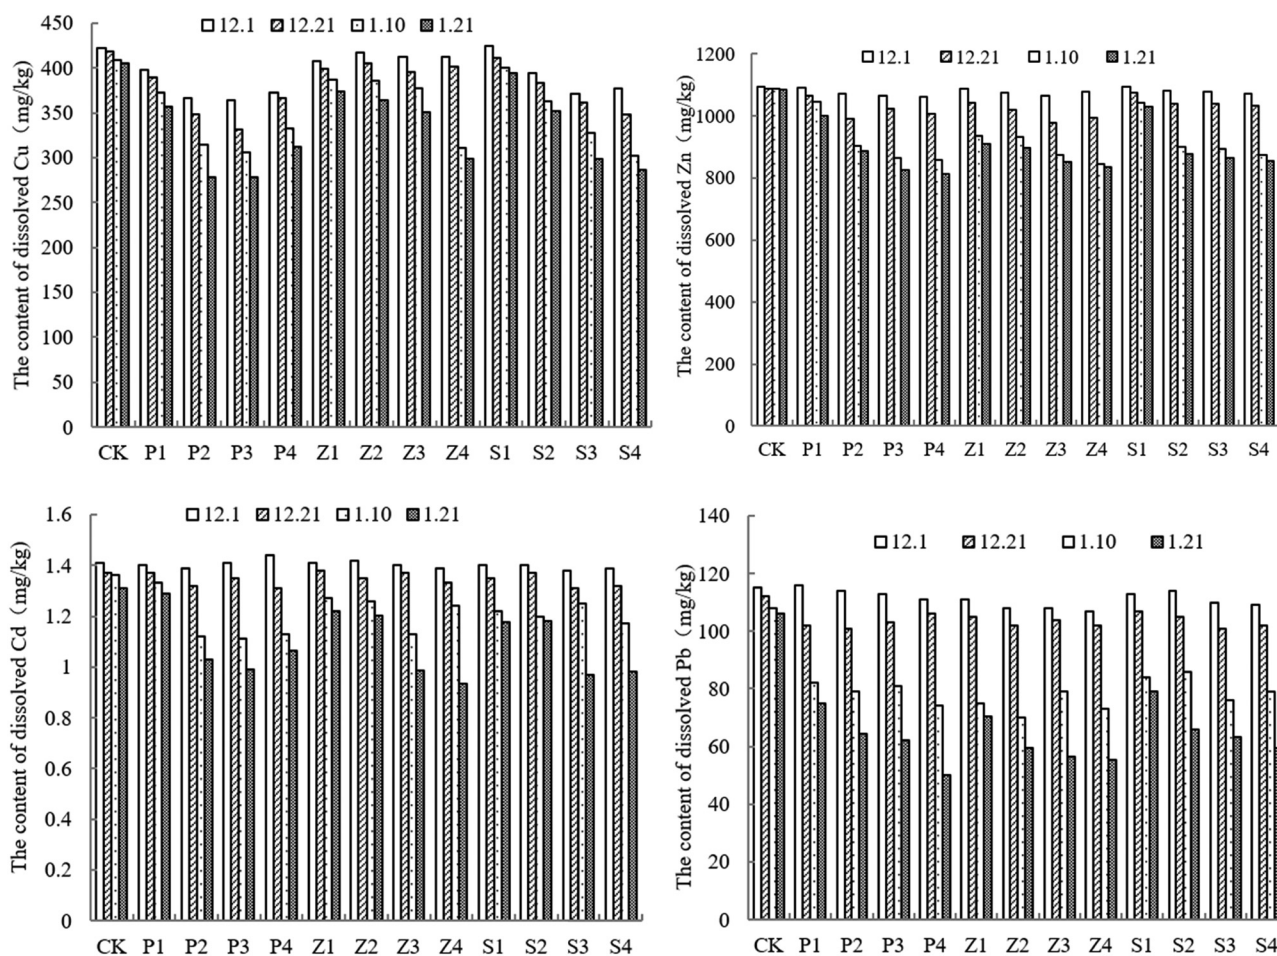 12.1 12.21 1.10 1.21
The content of dissolved Cu（mg/kg）
450
400
350
300
250
200
150
100
50
0
CK P1 P2 P3 P4 Z1 Z2 Z3 Z4 S1 S2 S3 S4
12.1 12.21 1.10 1.21
The content of dissolved Zn（mg/kg）
1200
1000
800
600
400
200
0
CK P1 P2 P3 P4 Z1 Z2 Z3 Z4 S1 S2 S3 S4
12.1 12.21 1.10 1.21
The content of dissolved Cd（mg/kg）
1.6
1.4
1.2
1
0.8
0.6
0.4
0.2
0
CK P1 P2 P3 P4 Z1 Z2 Z3 Z4 S1 S2 S3 S4
12.1 12.21 1.10 1.21
The content of dissolved Pb（mg/kg）
140
120
100
80
60
40
20
0
CK P1 P2 P3 P4 Z1 Z2 Z3 Z4 S1 S2 S3 S4